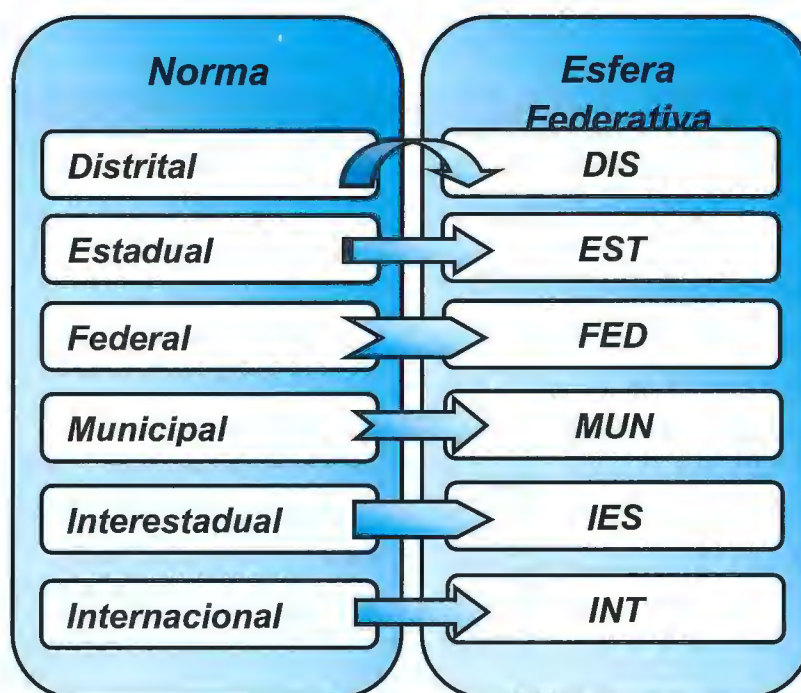 Norma
Distrital
Estadual
Federal
Municipal
Interestadual
Internacional
Esfera
Federativa
DIS
EST
FED
MUN
IES
INT